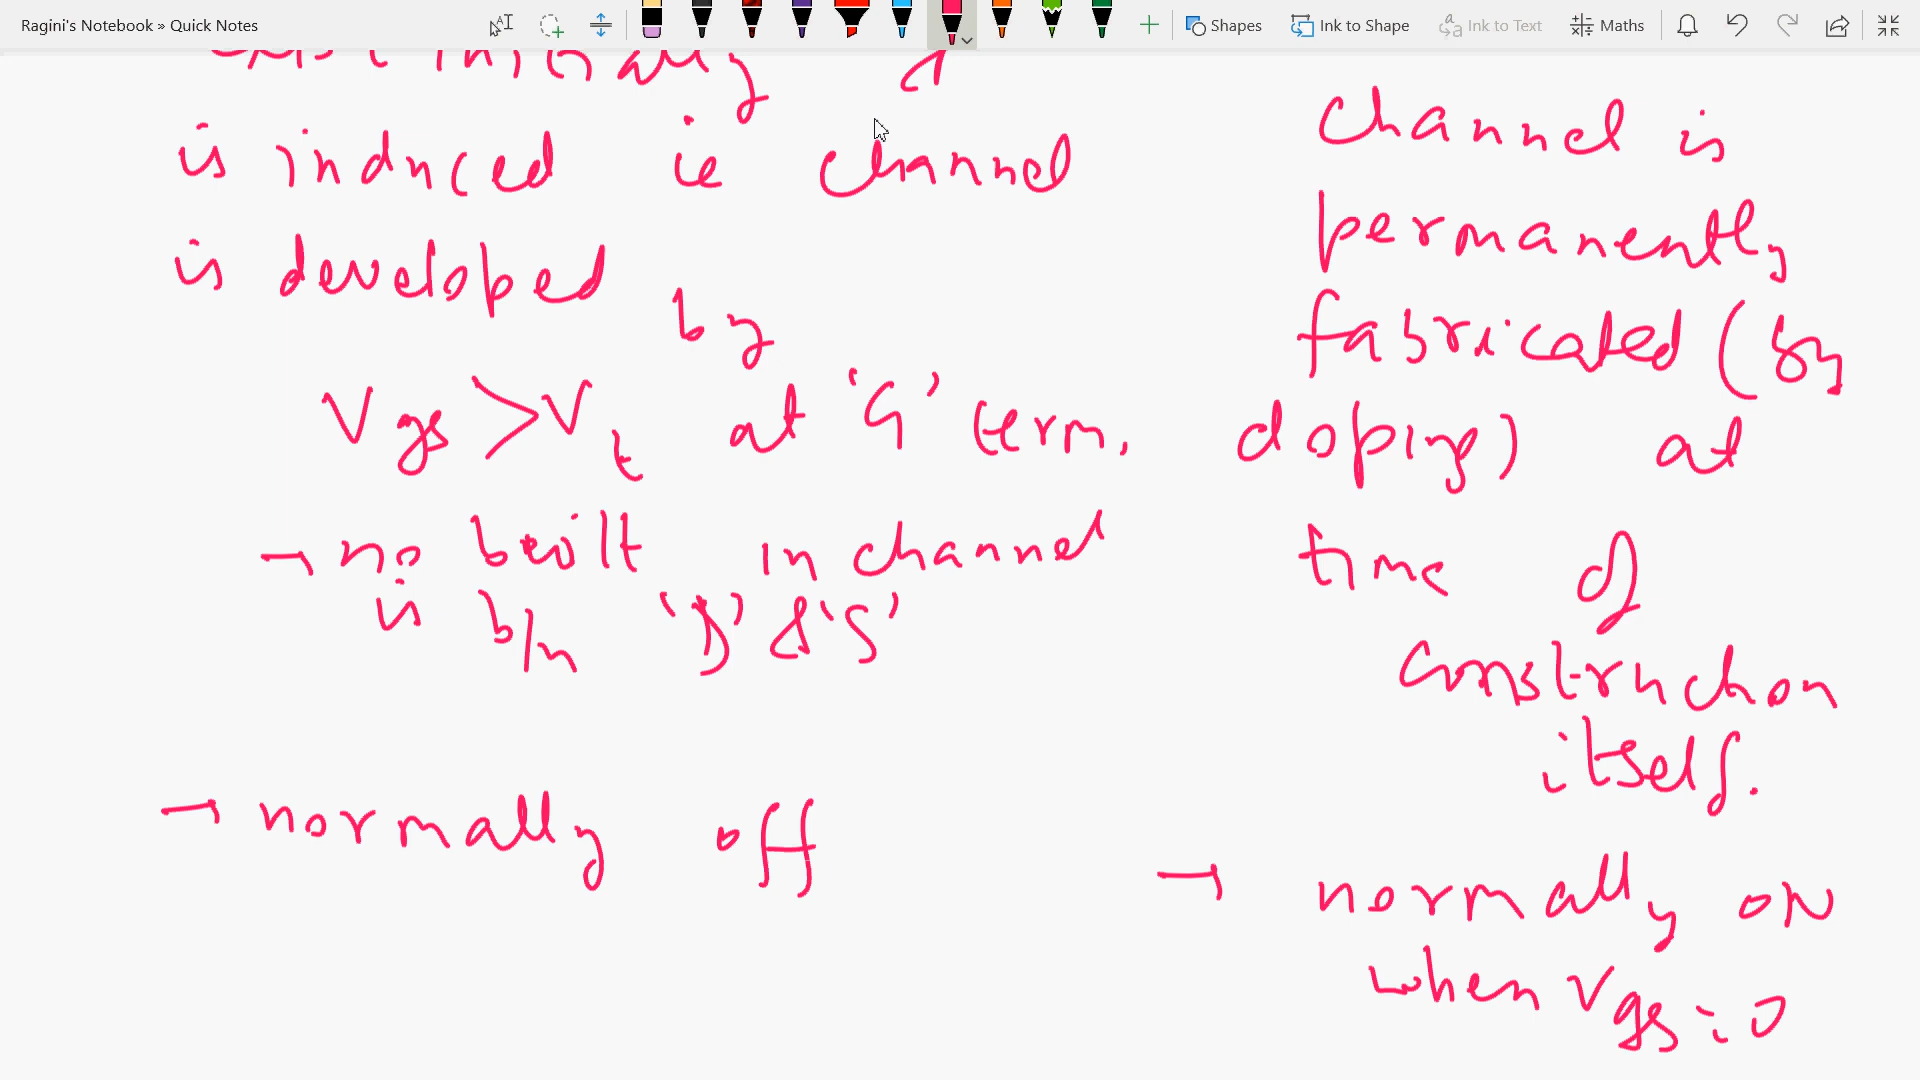 Ragini's Notebook » Quick Notes
Shapes
Ink to Shape
Ink to Text
Maths
initially &
is induced ie channel
is developed by
Vgs > Vt at 'G' term.
→ no built in channel
is b/n 'D' & 'S'
→ normally off
channel is
permanently
fabricated (by
doping) at
time of
construction
itself.
→ normally ON
when Vgs = 0